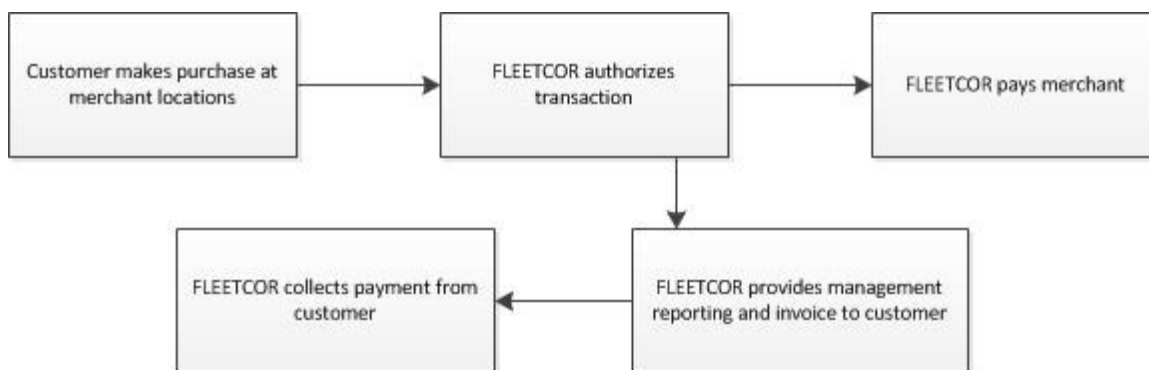 Customer makes purchase at
merchant locations
FLEETCOR authorizes
transaction
FLEETCOR pays merchant
FLEETCOR collects payment from
customer
FLEETCOR provides management
reporting and invoice to customer